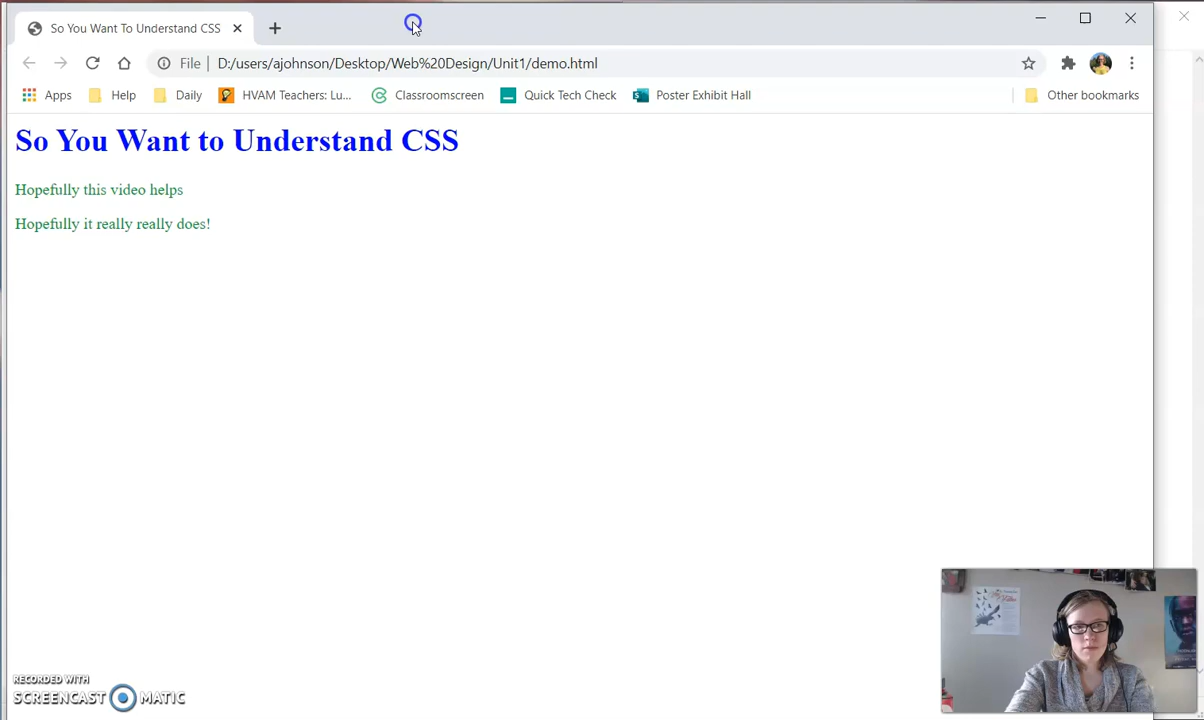 So You Want To Understand CSS
File D:/users/ajohnson/Desktop/Web%20Design/Unit1/demo.html
Apps Help Daily HVAM Teachers: Lu... Classroomscreen Quick Tech Check Poster Exhibit Hall Other bookmarks
So You Want to Understand CSS
Hopefully this video helps
Hopefully it really really does!
RECORDED WITH
SCREENCAST MATIC